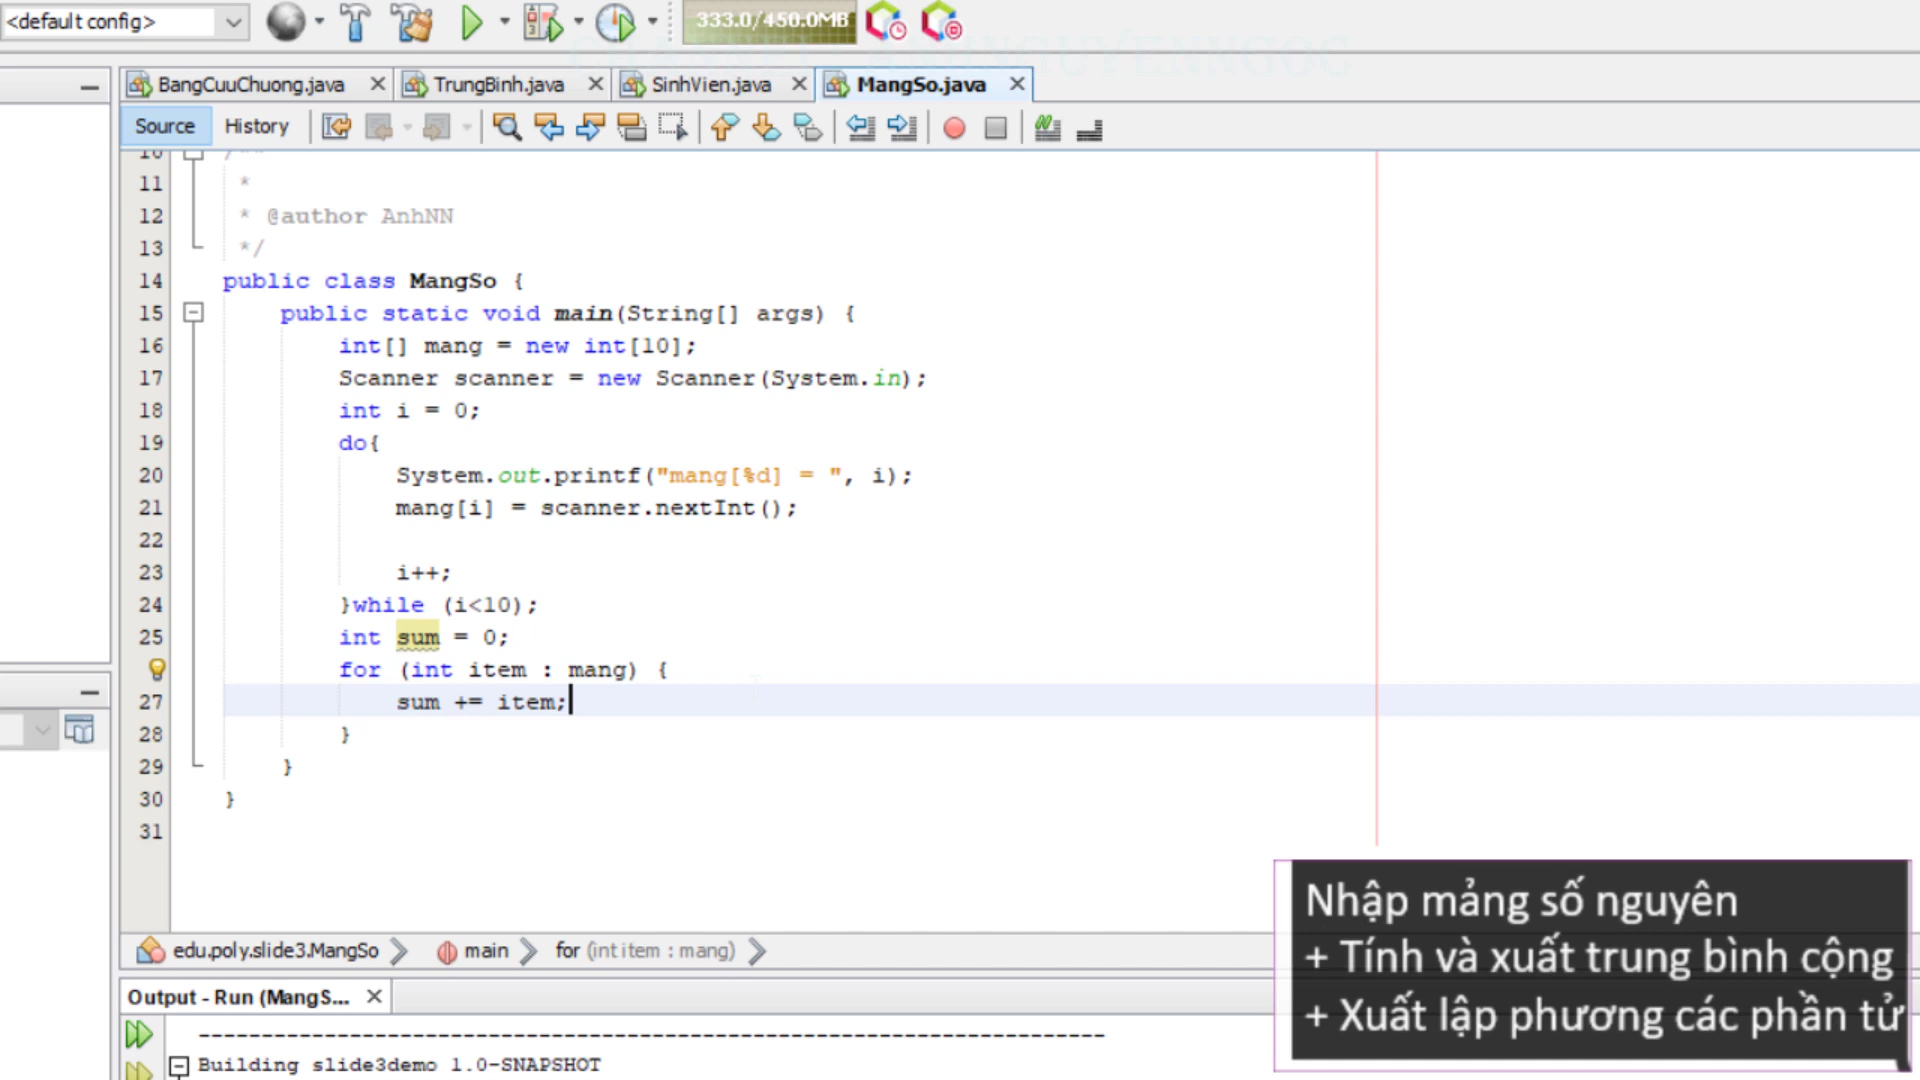 <default config>
333.0/450.0MB
BangCuuChuong.java
TrungBinh.java
SinhVien.java
MangSo.java
Source
History
10 /**
11 *
12 * @author AnhNN
13 */
14 public class MangSo {
15 public static void main(String[] args) {
16 int[] mang = new int[10];
17 Scanner scanner = new Scanner(System.in);
18 int i = 0;
19 do{
20 System.out.printf("mang[%d] = ", i);
21 mang[i] = scanner.nextInt();
22
23 i++;
24 }while (i<10);
25 int sum = 0;
for (int item : mang) {
27 sum += item;
28 }
29 }
30 }
31
edu.poly.slide3.MangSo
main
for (int item : mang)
Output - Run (MangS...
------------------------------------------------------------------------
Building slide3demo 1.0-SNAPSHOT
Nhập mảng số nguyên
+ Tính và xuất trung bình cộng
+ Xuất lập phương các phần tử